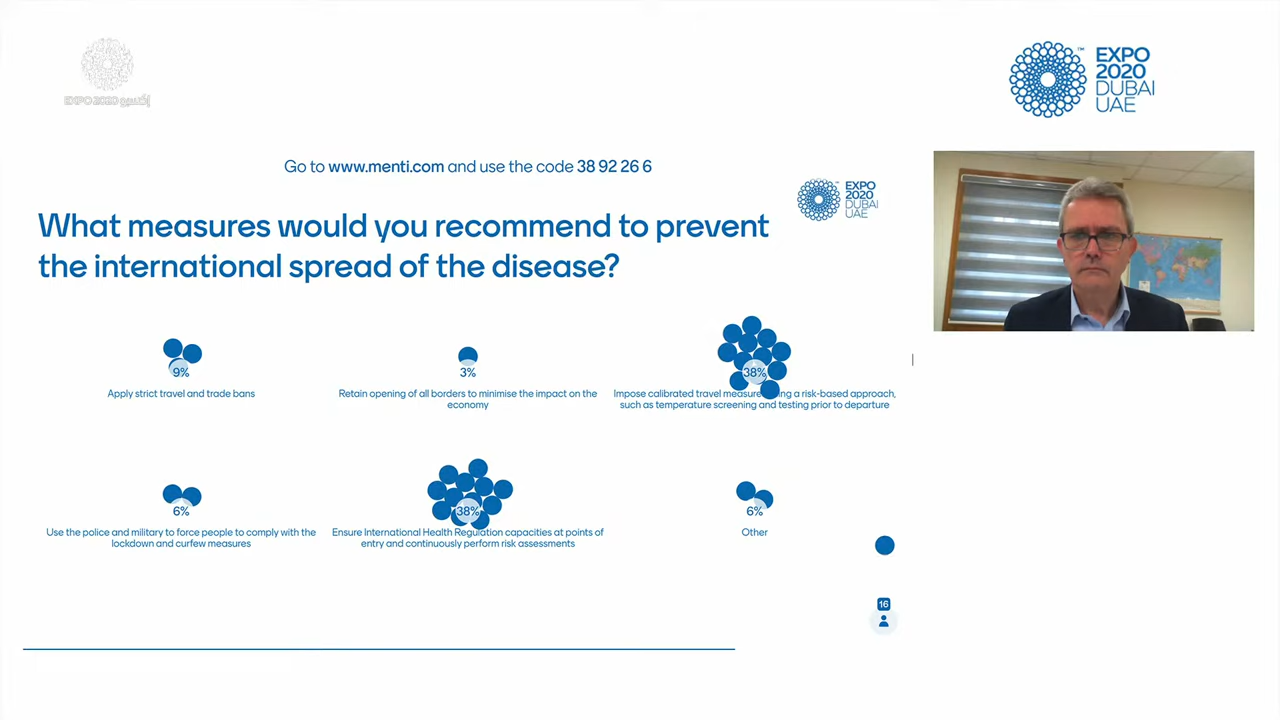 EXPO 2020 إكسبو
EXPO
2020
DUBAI
UAE
Go to www.menti.com and use the code 38 92 26 6
EXPO
2020
DUBAI
UAE
What measures would you recommend to prevent
the international spread of the disease?
9%
Apply strict travel and trade bans
3%
Retain opening of all borders to minimise the impact on the
economy
38%
Impose calibrated travel measure a risk-based approach,
such as temperature screening and testing prior to departure
6%
Use the police and military to force people to comply with the
lockdown and curfew measures
38%
Ensure International Health Regulation capacities at points of
entry and continuously perform risk assessments
6%
Other
16